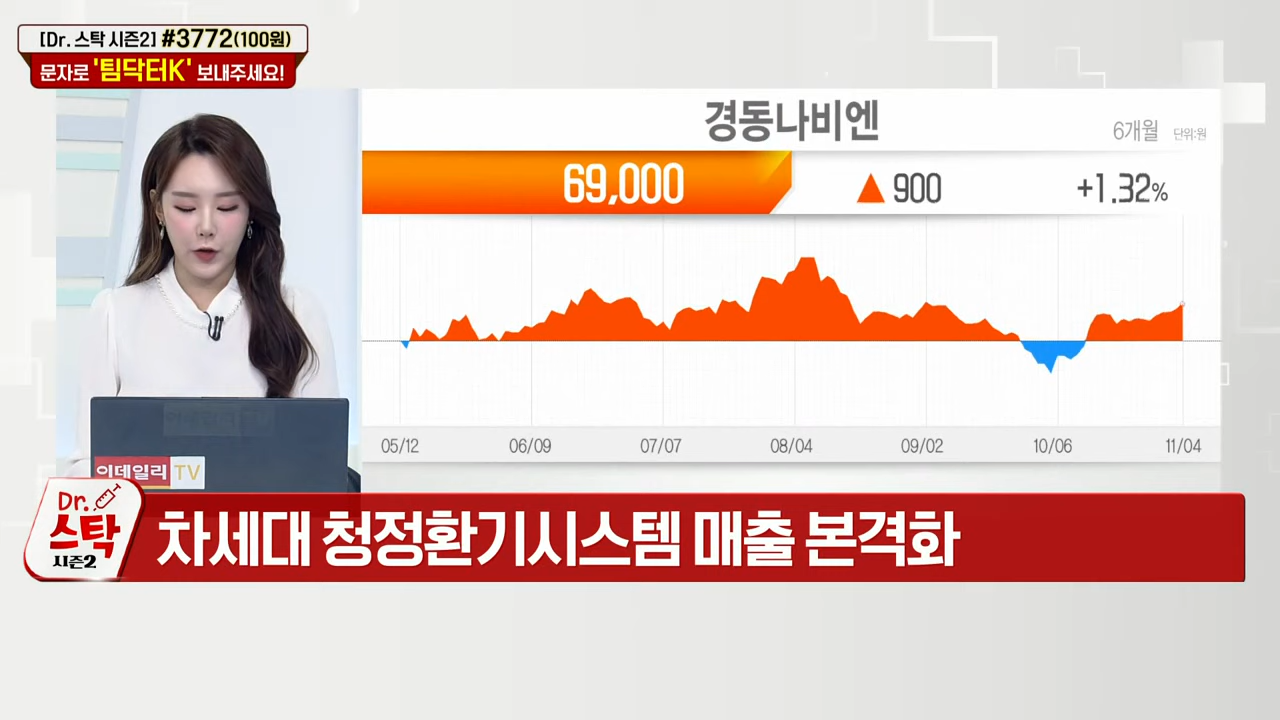 [Dr. 스탁 시즌2] #3772(100원)
문자로 '팀닥터K' 보내주세요!
경동나비엔
6개월 단위:원
69,000 ▲ 900 +1.32%
05/12 06/09 07/07 08/04 09/02 10/06 11/04
이데일리 TV
Dr.
스탁
시즌2
차세대 청정환기시스템 매출 본격화